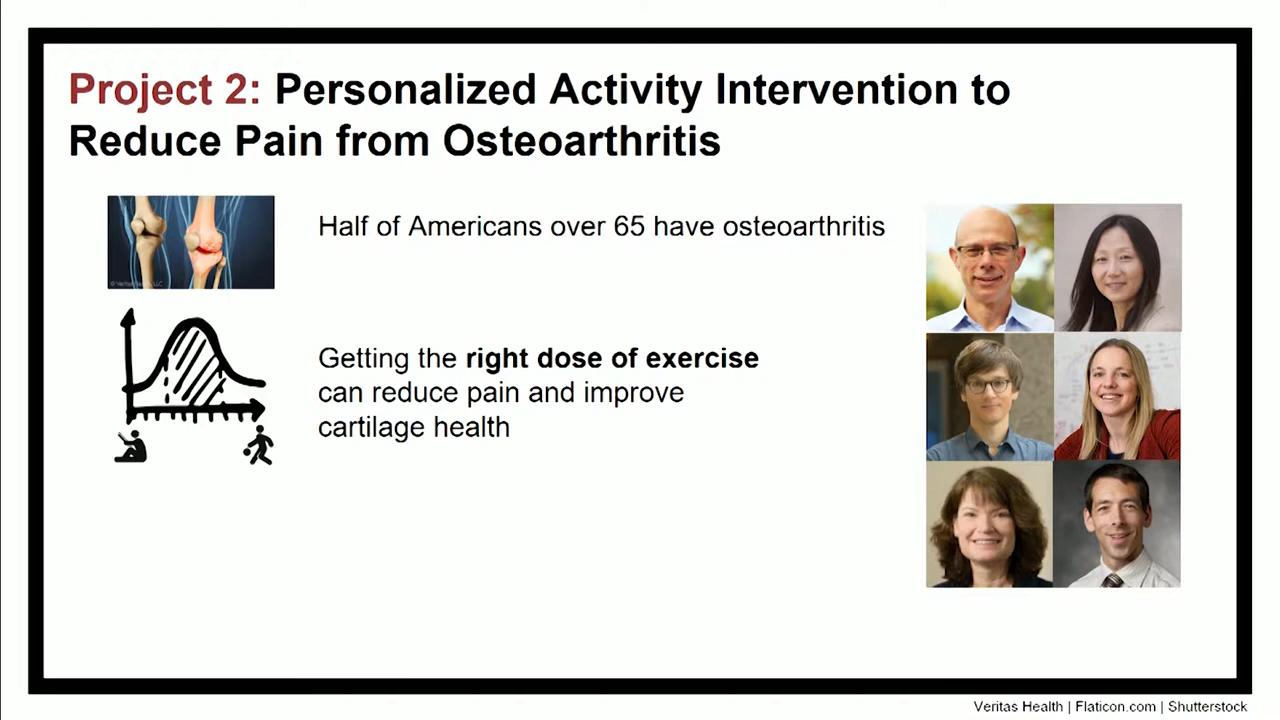 Project 2: Personalized Activity Intervention to
Reduce Pain from Osteoarthritis
Half of Americans over 65 have osteoarthritis
Getting the right dose of exercise
can reduce pain and improve
cartilage health
Veritas Health | Flaticon.com | Shutterstock